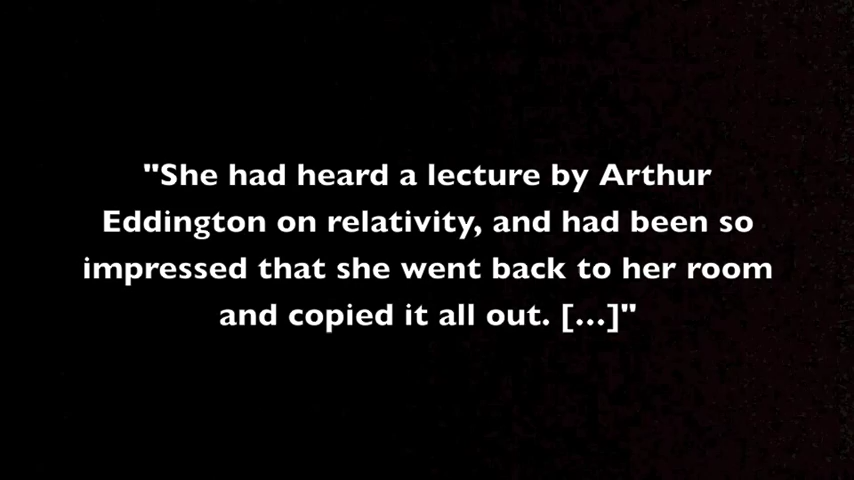 "She had heard a lecture by Arthur
Eddington on relativity, and had been so
impressed that she went back to her room
and copied it all out. [...]"